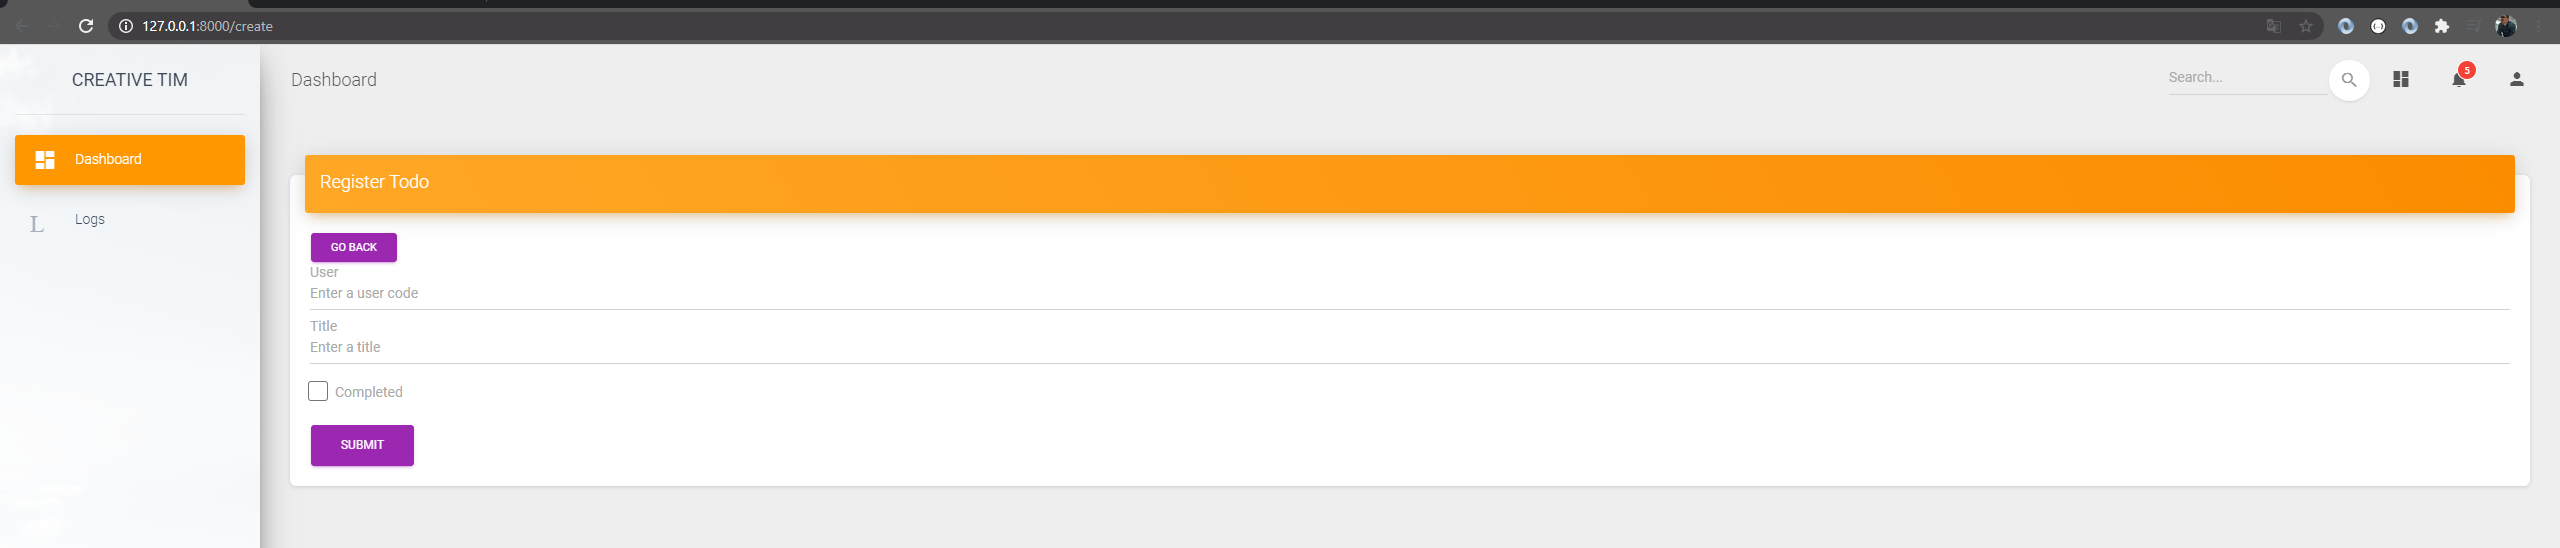 127.0.0.1:8000/create
CREATIVE TIM
Dashboard
Search...
5
Dashboard
L Logs
Register Todo
GO BACK
User
Enter a user code
Title
Enter a title
Completed
SUBMIT